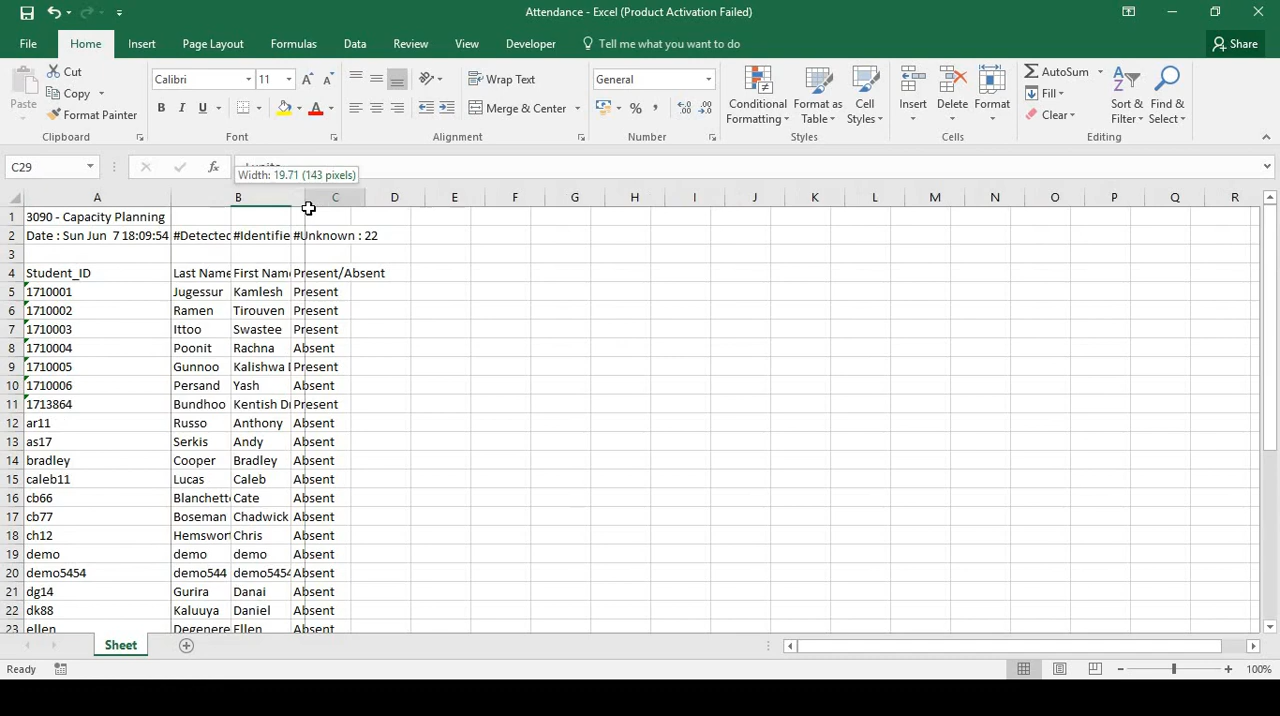 Attendance - Excel (Product Activation Failed)
File Home Insert Page Layout Formulas Data Review View Developer Tell me what you want to do Share
Paste Cut Calibri 11 Wrap Text General Conditional Formatting Format as Table Cell Styles Insert Delete Format AutoSum Sort & Filter Find & Select
Copy Fill
Format Painter B I U A Merge & Center % , Clear
Clipboard Font Alignment Number Styles Cells Editing
C29 fx
Width: 19.71 (143 pixels)
A B C D E F G H I J K L M N O P Q R
1 3090 - Capacity Planning
2 Date : Sun Jun 7 18:09:54 #Detected #Identifie #Unknown : 22
3
4 Student_ID Last Name First Name Present/Absent
5 1710001 Jugessur Kamlesh Present
6 1710002 Ramen Tirouven Present
7 1710003 Ittoo Swastee Present
8 1710004 Poonit Rachna Absent
9 1710005 Gunnoo Kalishwa Present
10 1710006 Persand Yash Absent
11 1713864 Bundhoo Kentish Present
12 ar11 Russo Anthony Absent
13 as17 Serkis Andy Absent
14 bradley Cooper Bradley Absent
15 caleb11 Lucas Caleb Absent
16 cb66 Blanchett Cate Absent
17 cb77 Boseman Chadwick Absent
18 ch12 Hemswor Chris Absent
19 demo demo demo Absent
20 demo5454 demo544 demo5454 Absent
21 dg14 Gurira Danai Absent
22 dk88 Kaluuya Daniel Absent
23 ellen Degenere Ellen Absent
Sheet
Ready 100%